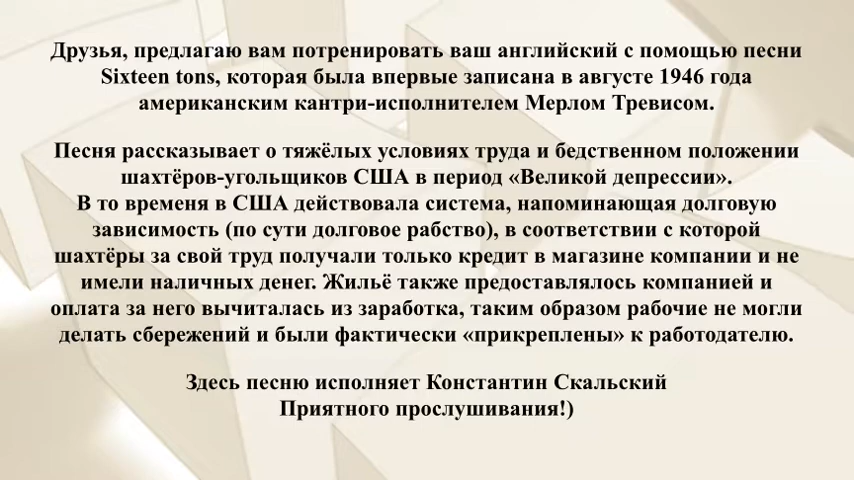 Друзья, предлагаю вам потренировать ваш английский с помощью песни
Sixteen tons, которая была впервые записана в августе 1946 года
американским кантри-исполнителем Мерлом Тревисом.
Песня рассказывает о тяжёлых условиях труда и бедственном положении
шахтёров-угольщиков США в период «Великой депрессии».
В то временя в США действовала система, напоминающая долговую
зависимость (по сути долговое рабство), в соответствии с которой
шахтёры за свой труд получали только кредит в магазине компании и не
имели наличных денег. Жильё также предоставлялось компанией и
оплата за него вычиталась из заработка, таким образом рабочие не могли
делать сбережений и были фактически «прикреплены» к работодателю.
Здесь песню исполняет Константин Скальский
Приятного прослушивания!)